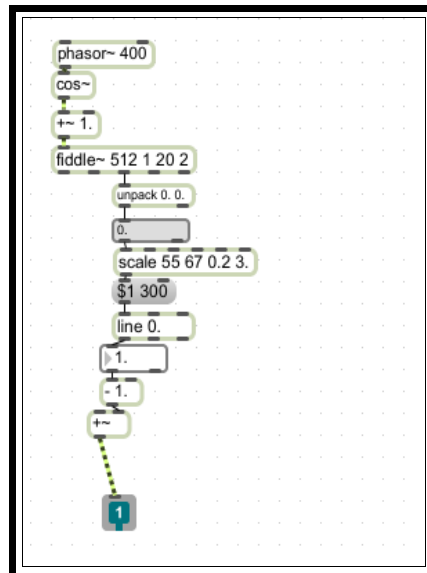 phasor~ 400
cos~
+~ 1.
fiddle~ 512 1 20 2
unpack 0. 0.
0.
scale 55 67 0.2 3.
$1 300
line 0.
1.
- 1.
+~
1